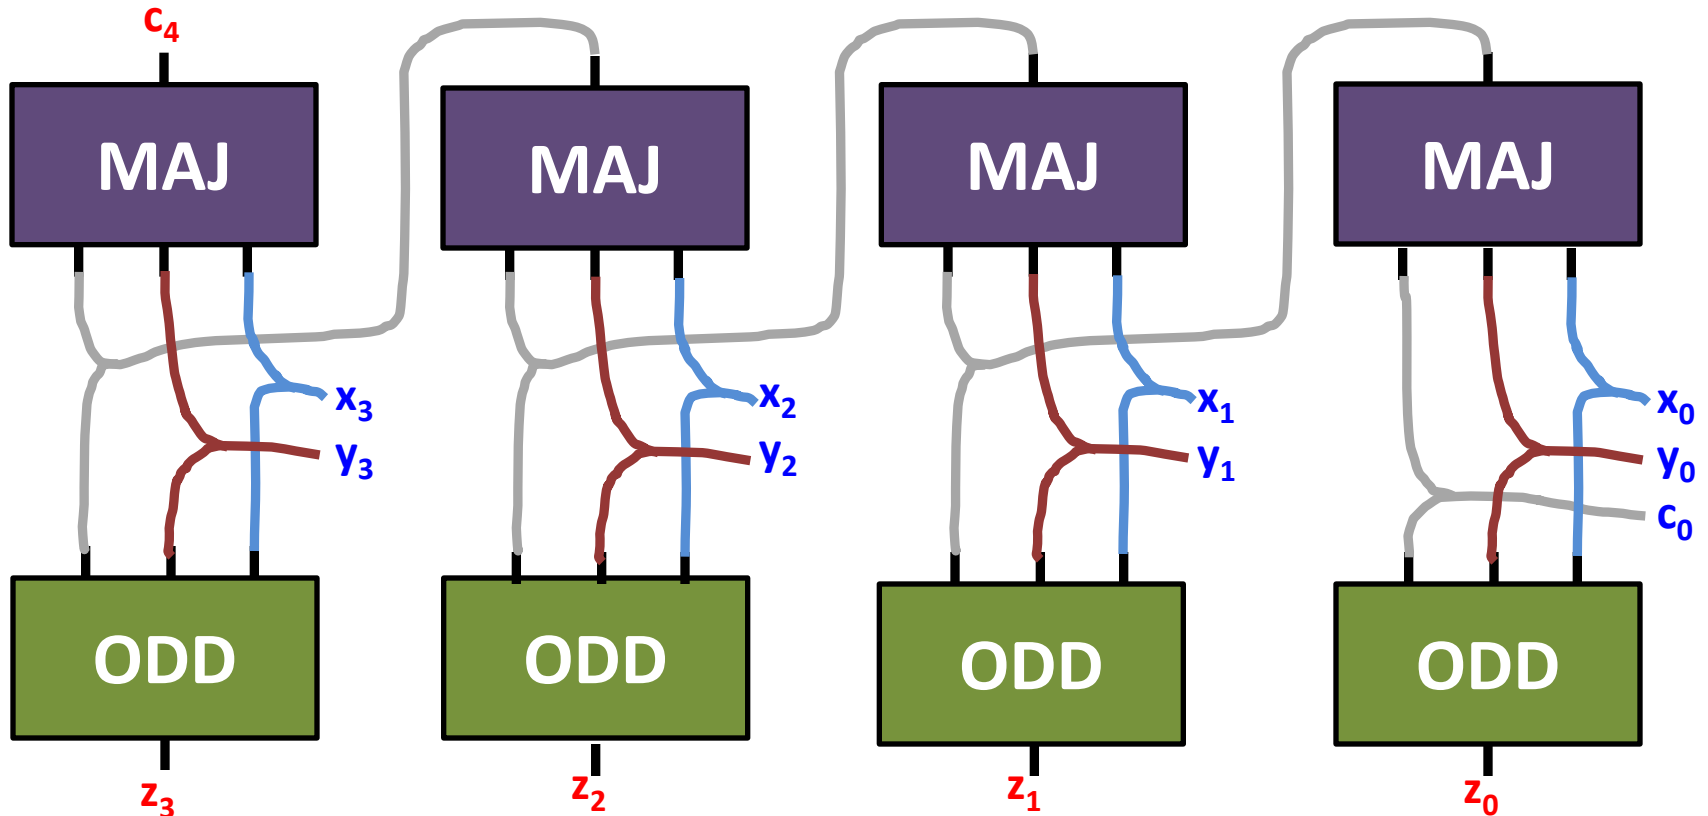 c₄
MAJ MAJ MAJ MAJ
x₃ x₂ x₁ x₀
y₃ y₂ y₁ y₀
c₀
ODD ODD ODD ODD
z₃ z₂ z₁ z₀